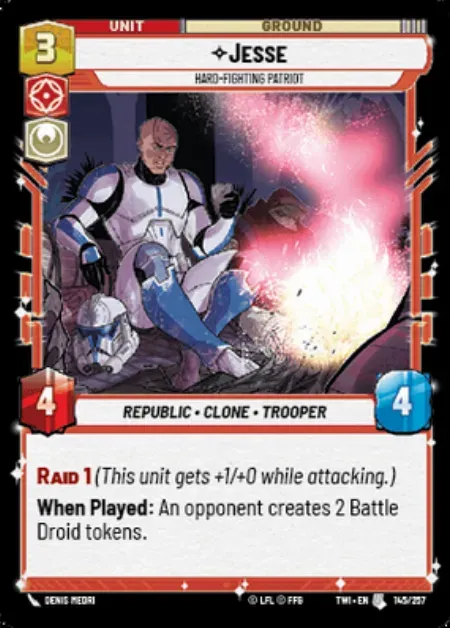 UNIT GROUND
3 Jesse
HARD-FIGHTING PATRIOT
4 REPUBLIC • CLONE • TROOPER 4
RAID 1 (This unit gets +1/+0 while attacking.)
When Played: An opponent creates 2 Battle
Droid tokens.
DENIS MEDRI © LFL © FFG TWI • EN 145/257